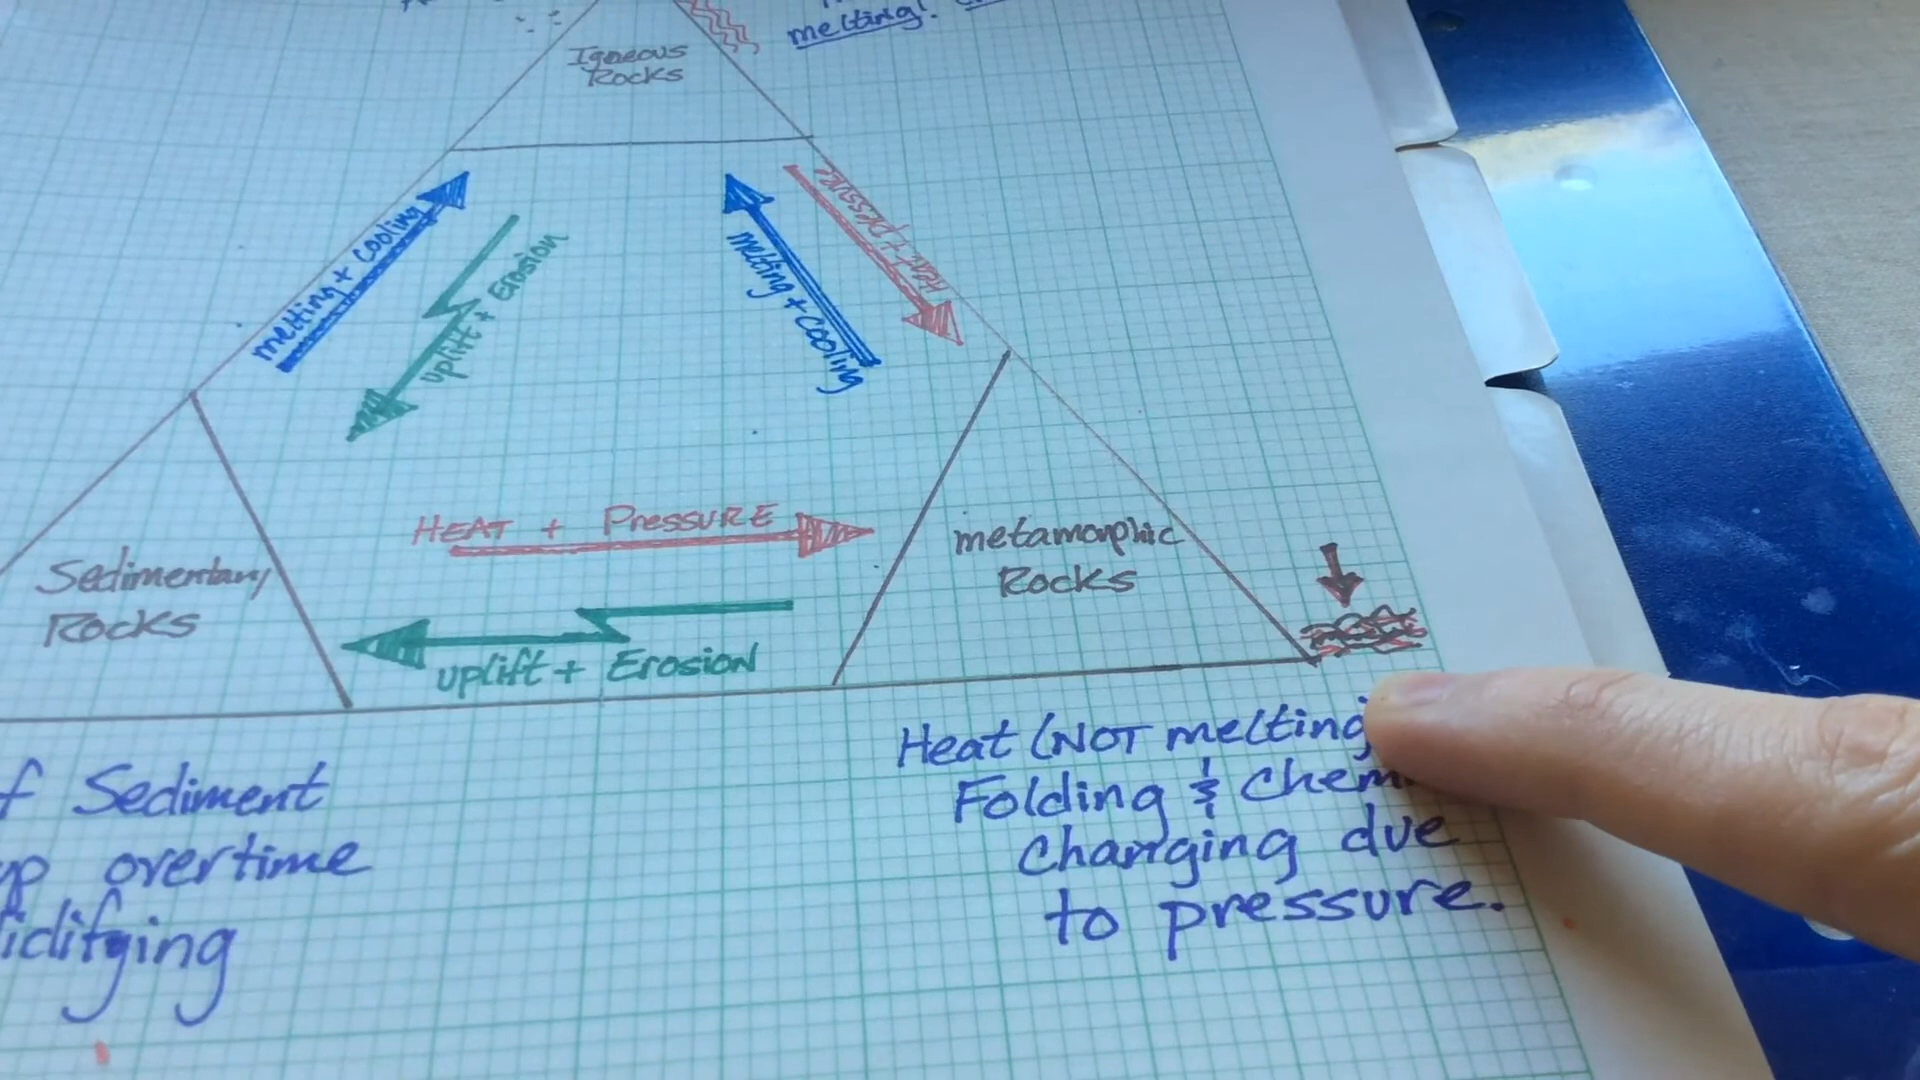 melting!
Igneous
Rocks
melting + cooling
uplift + Erosion
melting + cooling
Heat + pressure
HEAT + PressURE
Sedimentary
Rocks
metamorphic
Rocks
uplift + Erosion
f Sediment
up overtime
idifying
Heat (NOT melting
Folding & Chem
Changing due
to pressure.